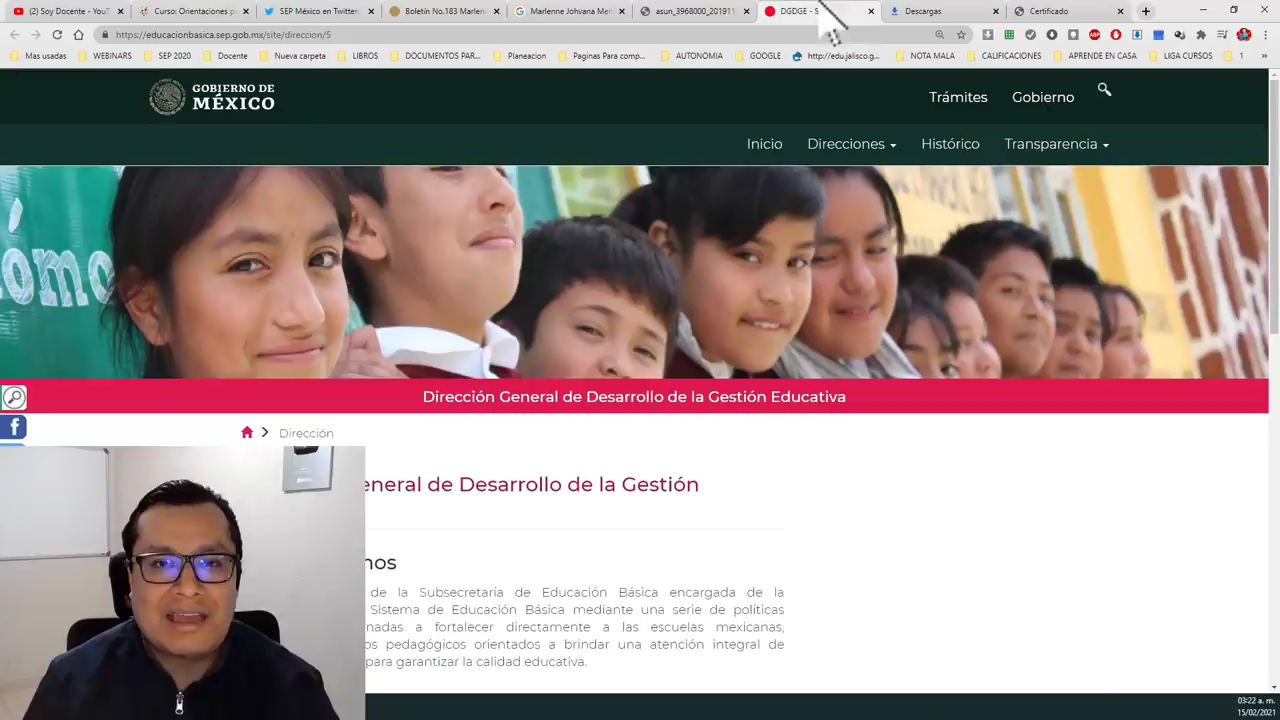 (2) Soy Docente - YouT
Curso: Orientaciones p
SEP México en Twitter
Boletín No.183 Marlen
Marlenne Johvana Men
asun_3968000_201911
DGDGE - S
Descargas
Certificado
https://educacionbasica.sep.gob.mx/site/direccion/5
Mas usadas
WEBINARS
SEP 2020
Docente
Nueva carpeta
LIBROS
DOCUMENTOS PAR...
Planeacion
Paginas Para comp...
AUTONOMIA
GOOGLE
http://edu.jalisco.g...
NOTA MALA
CALIFICACIONES
APRENDE EN CASA
LIGA CURSOS
1
»
GOBIERNO DE
MÉXICO
Trámites
Gobierno
Inicio
Direcciones
Histórico
Transparencia
ómo
Dirección General de Desarrollo de la Gestión Educativa
Dirección
eneral de Desarrollo de la Gestión
mos
de la Subsecretaría de Educación Básica encargada de la
Sistema de Educación Básica mediante una serie de políticas
nadas a fortalecer directamente a las escuelas mexicanas,
os pedagógicos orientados a brindar una atención integral de
para garantizar la calidad educativa.
03:22 a. m.
15/02/2021